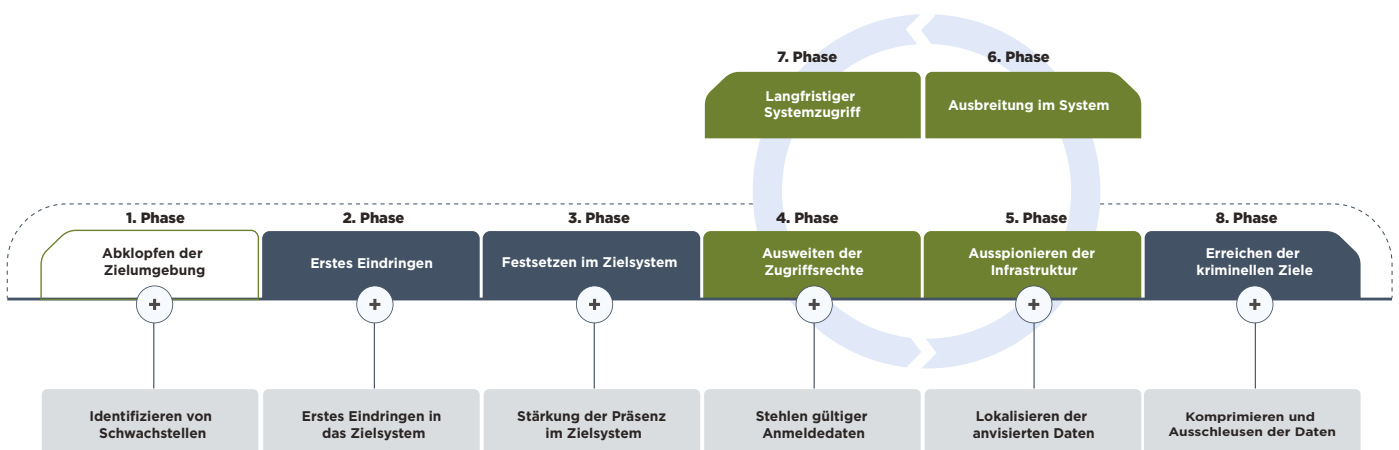 7. Phase
6. Phase
Langfristiger
Systemzugriff
Ausbreitung im System
1. Phase
2. Phase
3. Phase
4. Phase
5. Phase
8. Phase
Abklopfen der
Zielumgebung
Erstes Eindringen
Festsetzen im Zielsystem
Ausweiten der
Zugriffsrechte
Ausspionieren der
Infrastruktur
Erreichen der
kriminellen Ziele
+
+
+
+
+
+
Identifizieren von
Schwachstellen
Erstes Eindringen in
das Zielsystem
Stärkung der Präsenz
im Zielsystem
Stehlen gültiger
Anmeldedaten
Lokalisieren der
anvisierten Daten
Komprimieren und
Ausschleusen der Daten